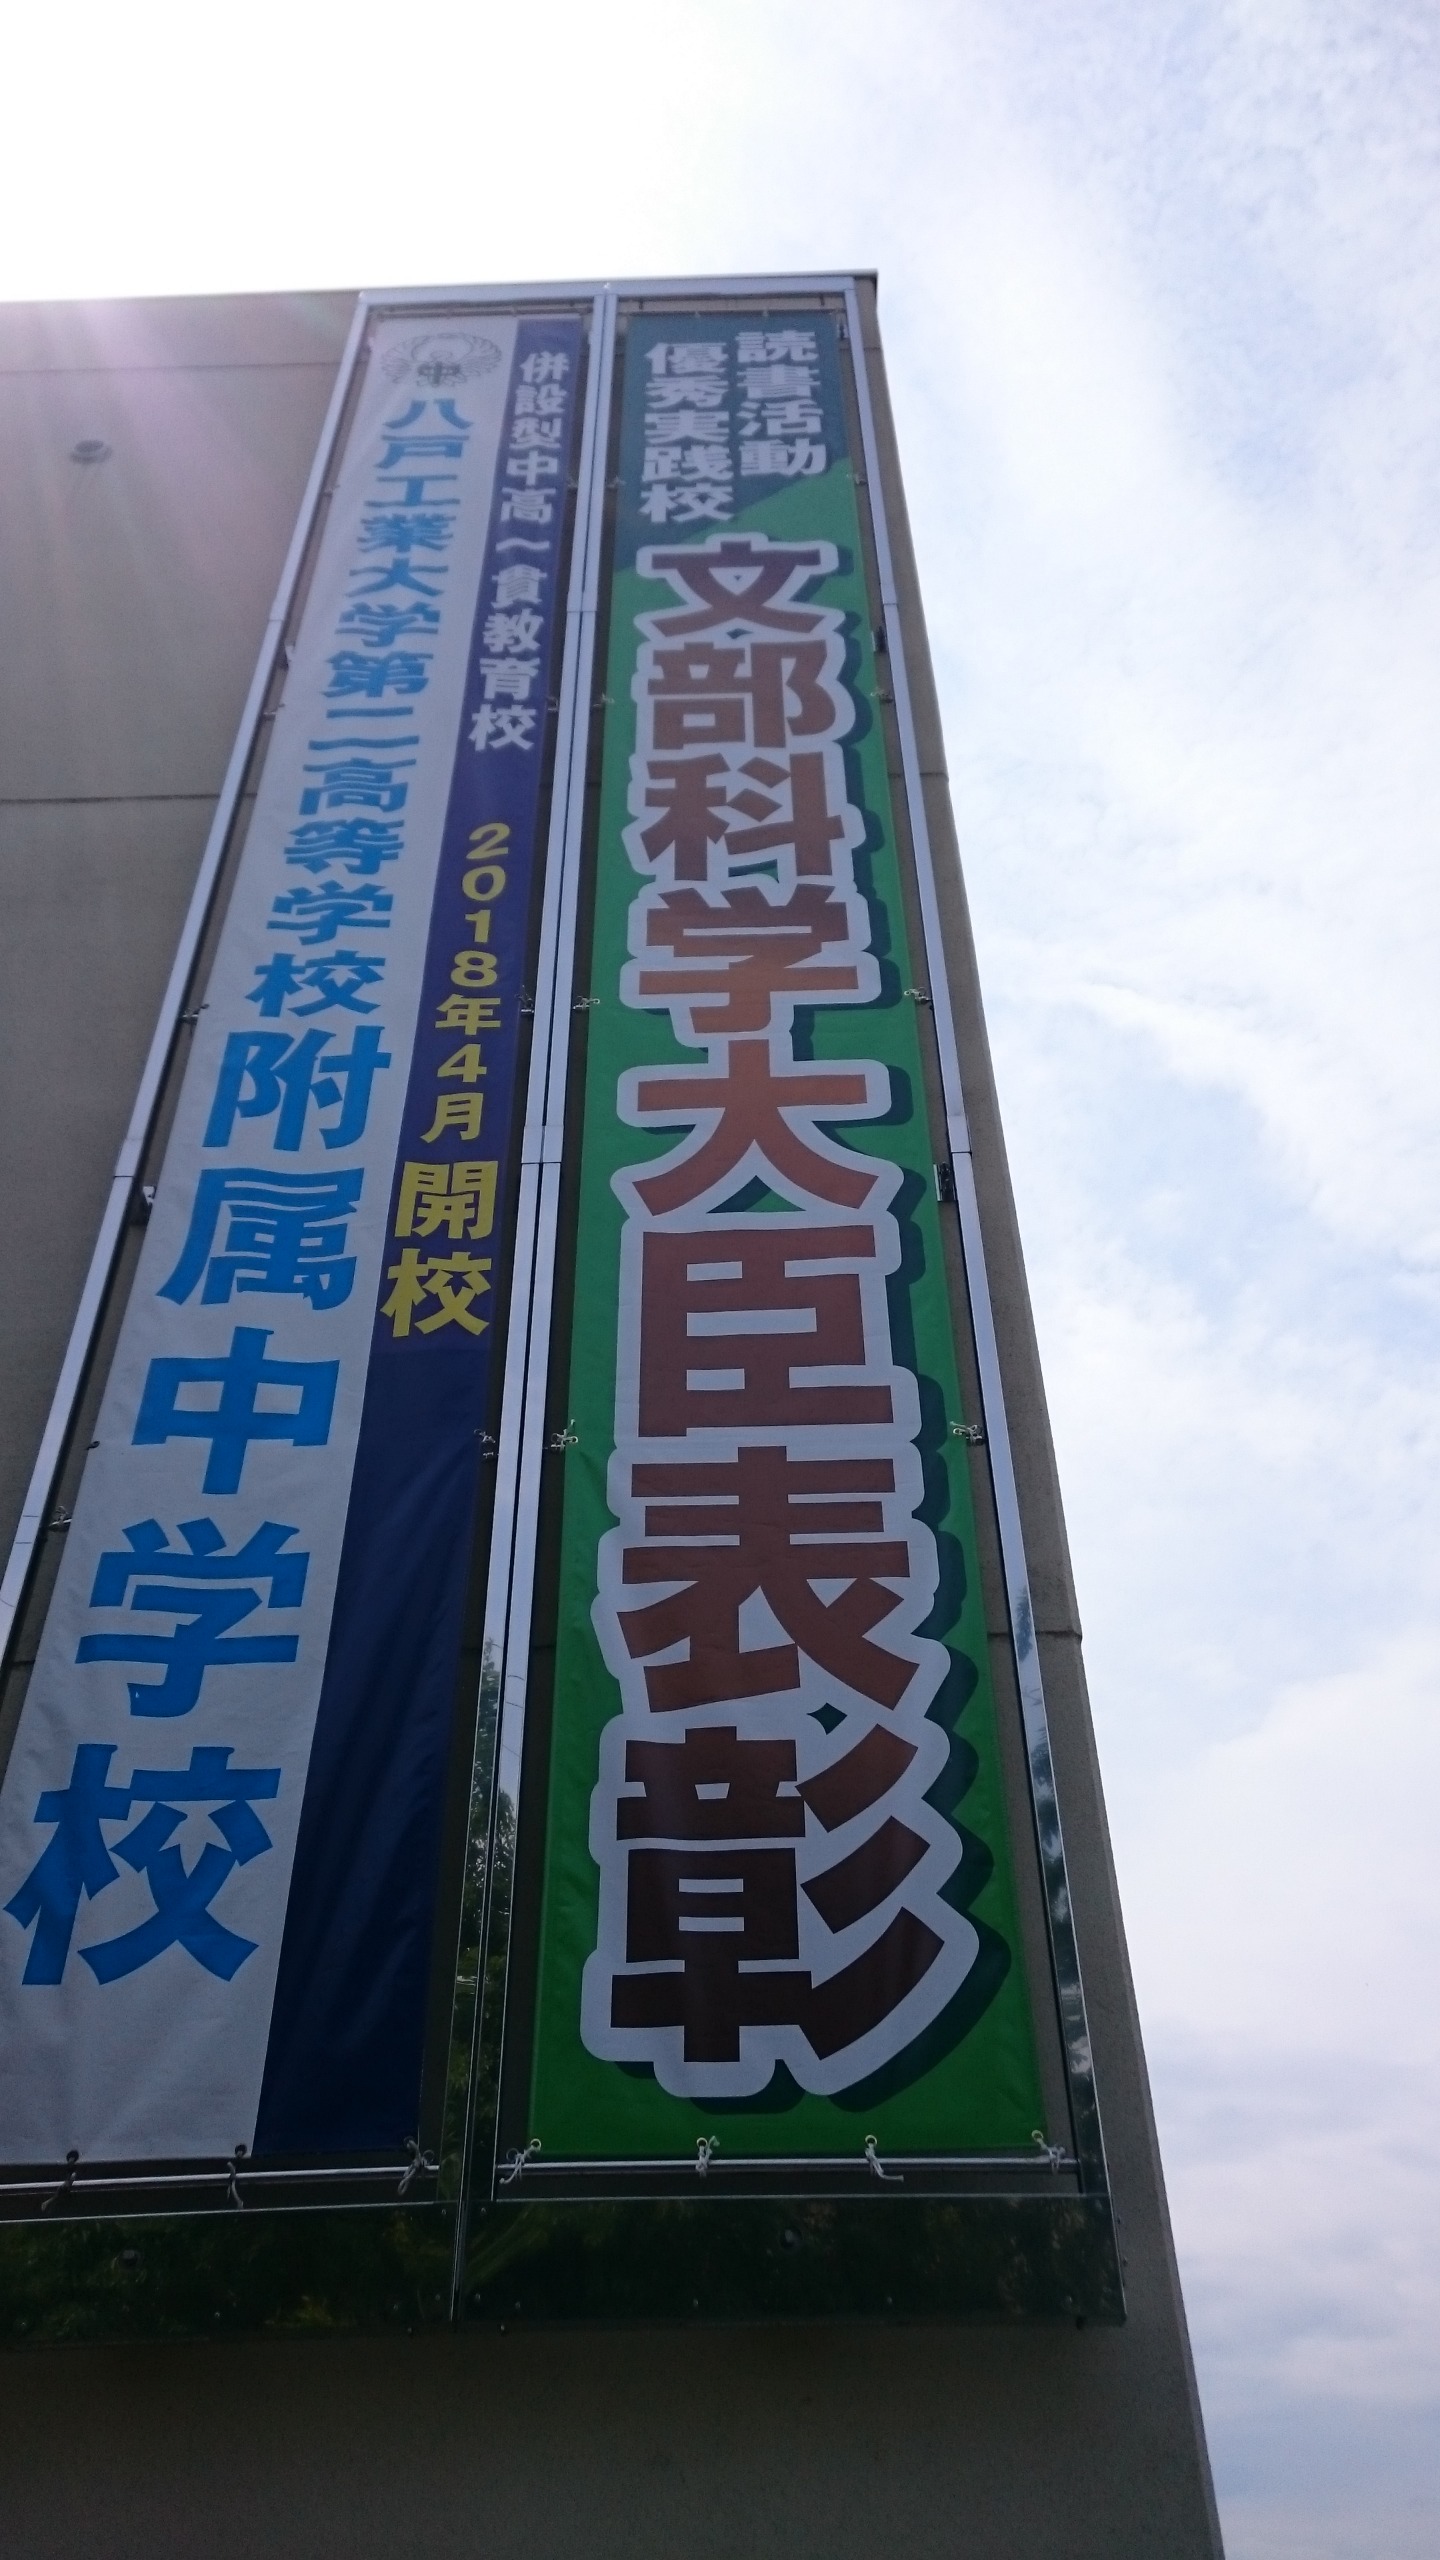 読書活動
優秀実践校
文部科学大臣表彰
併設型中高一貫教育校 2018年4月開校
中
八戸工業大学第二高等学校附属中学校